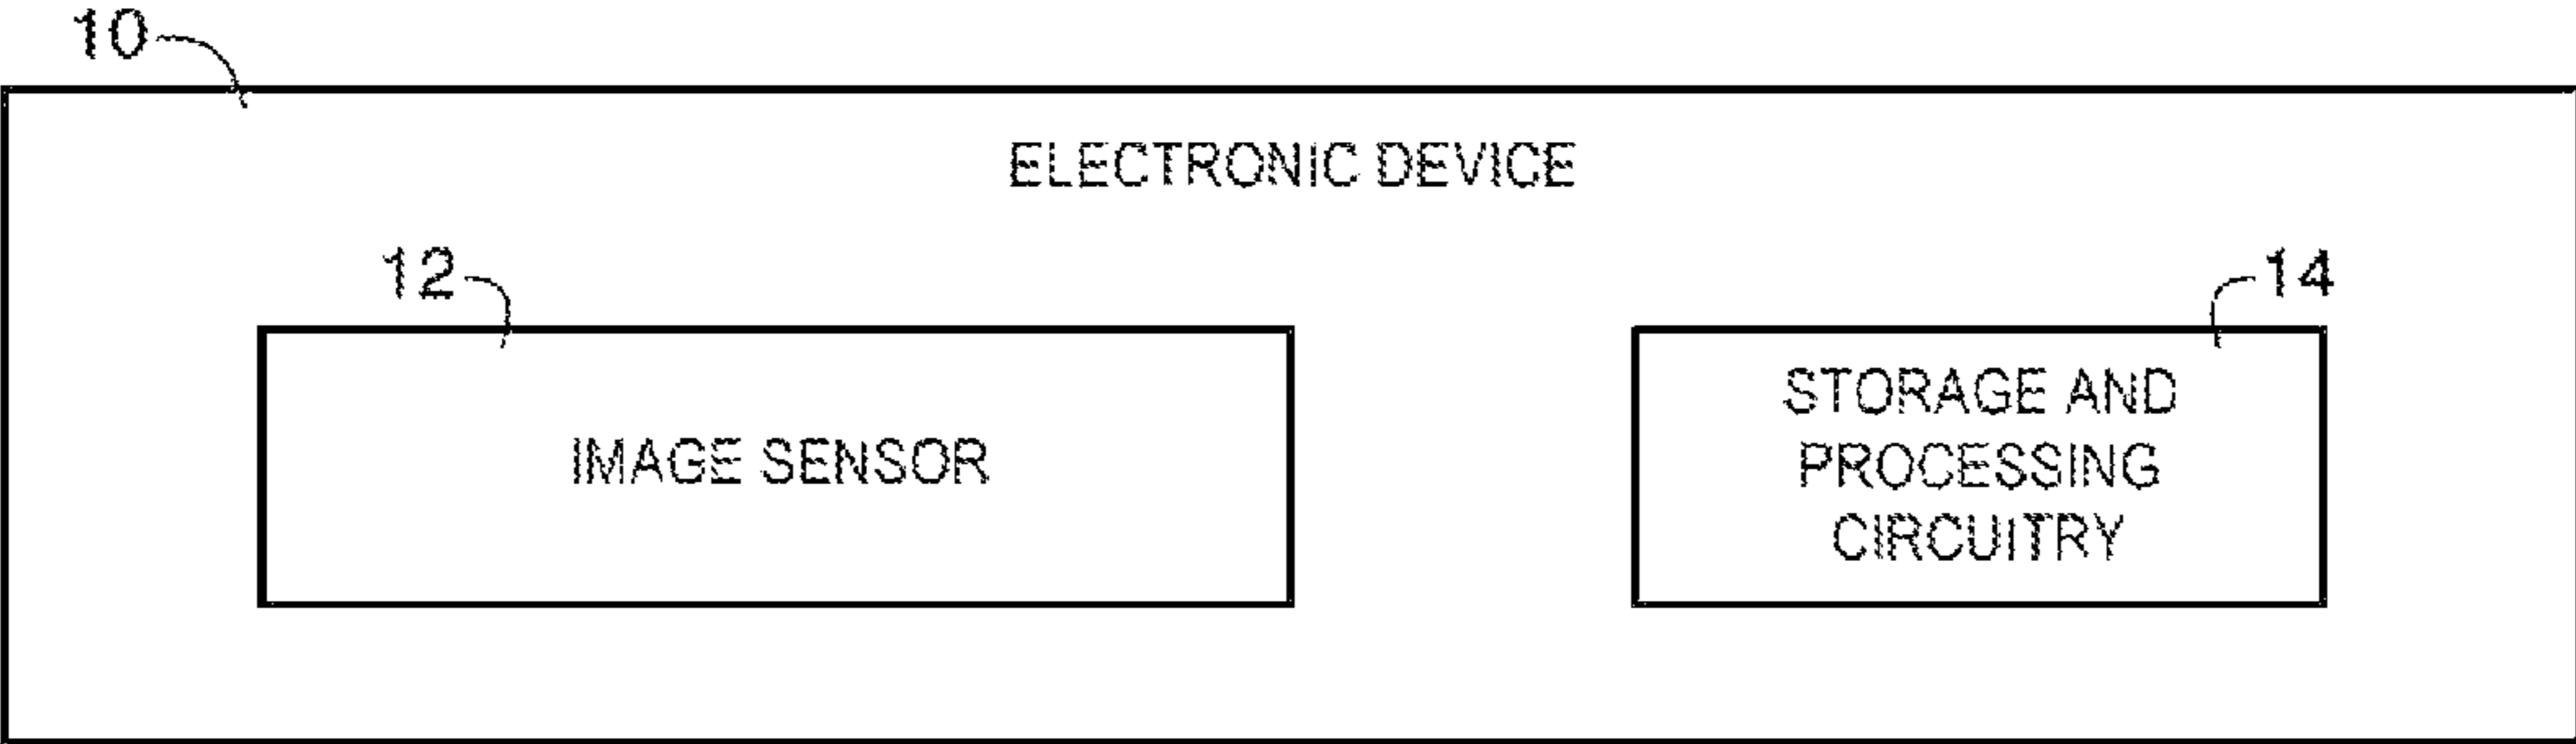 10
ELECTRONIC DEVICE
12
14
IMAGE SENSOR
STORAGE AND
PROCESSING
CIRCUITRY